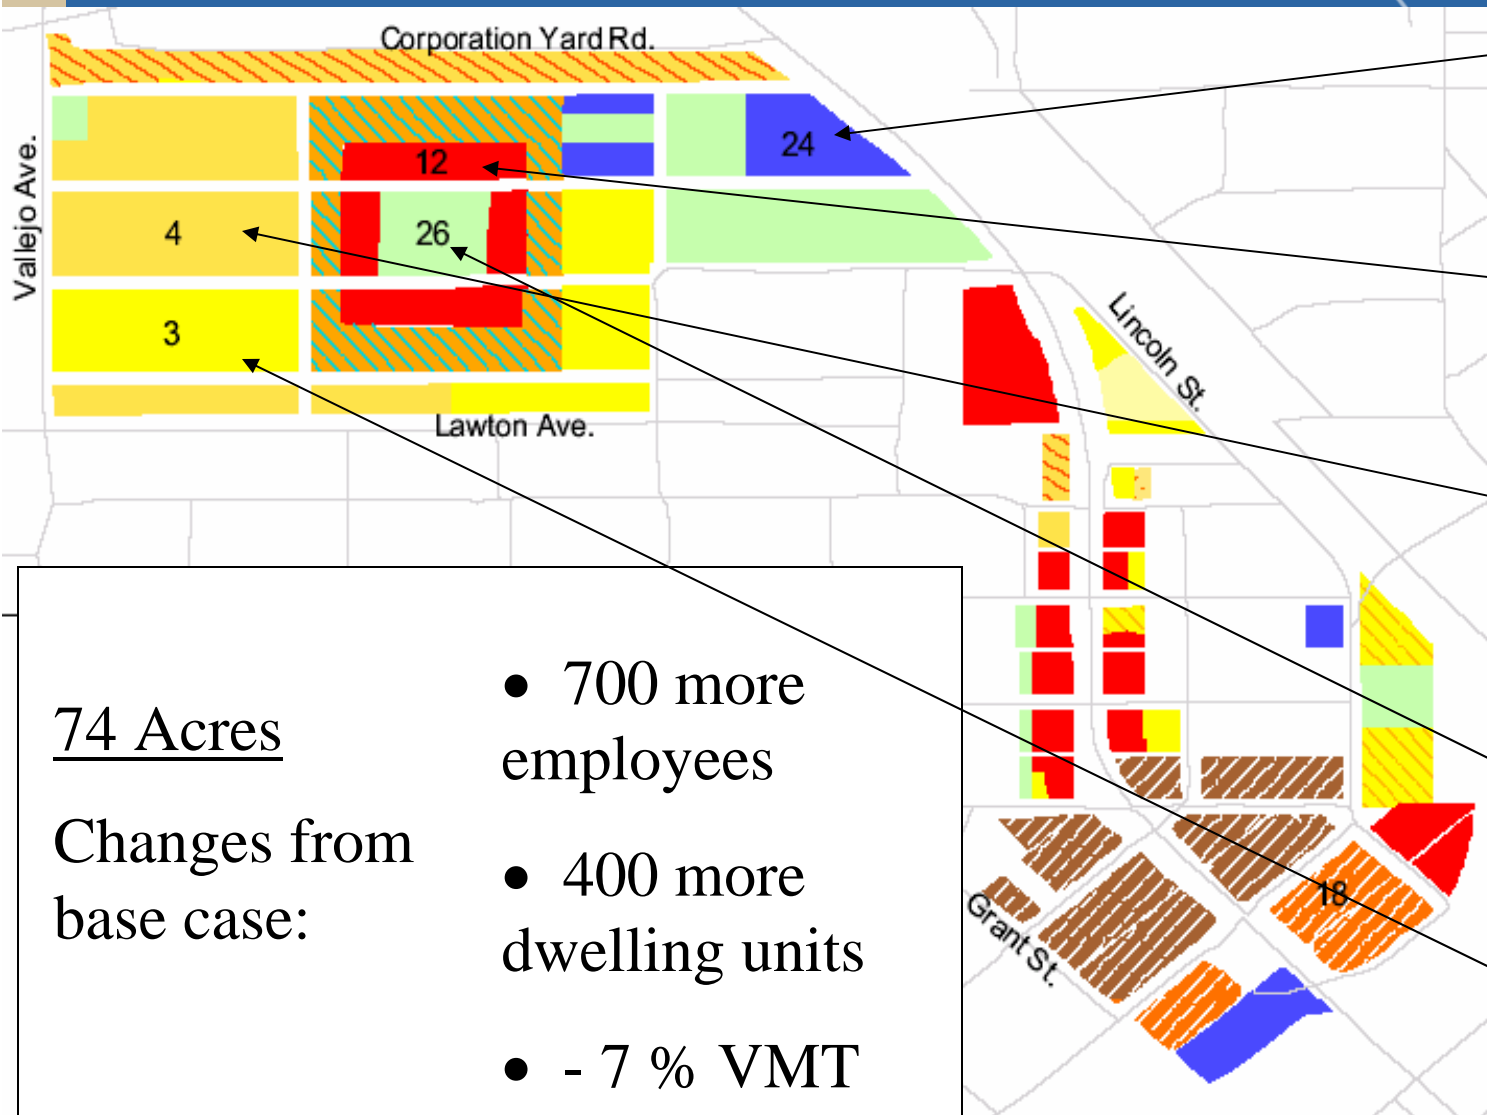 Corporation Yard Rd.
Vallejo Ave.
24
12
4
26
3
Lincoln St.
Lawton Ave.
74 Acres
Changes from
base case:
• 700 more
employees
• 400 more
dwelling units
• - 7 % VMT
18
Grant St.